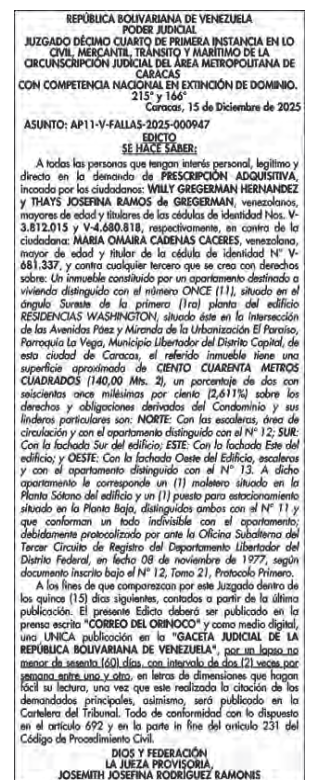 REPÚBLICA BOLIVARIANA DE VENEZUELA
PODER JUDICIAL
JUZGADO DÉCIMO CUARTO DE PRIMERA INSTANCIA EN LO
CIVIL, MERCANTIL, TRÁNSITO Y MARÍTIMO DE LA
CIRCUNSCRIPCIÓN JUDICIAL DEL ÁREA METROPOLITANA DE
CARACAS
CON COMPETENCIA NACIONAL EN EXTINCIÓN DE DOMINIO.
215° y 166°
Caracas, 15 de Diciembre de 2025
ASUNTO: AP11-V-FALLAS-2025-000947
EDICTO
SE HACE SABER:
A todas las personas que tengan interés personal, legítimo y
directo en la demanda de PRESCRIPCIÓN ADQUISITIVA,
incoada por los ciudadanos: WILLY GREGERMAN HERNANDEZ
y THAYS JOSEFINA RAMOS de GREGERMAN, venezolanos,
mayores de edad y titulares de las cédulas de identidad Nos. V-
3.812.015 y V-4.680.818, respectivamente, en contra de la
ciudadana: MARIA OMAIRA CADENAS CACERES, venezolana,
mayor de edad y titular de la cédula de identidad N° V-
681,337, y contra cualquier tercero que se crea con derechos
sobre: Un inmueble constituido por un apartamento destinado a
vivienda distinguido con el número ONCE (11), situado en el
ángulo Sureste de la primera (1ra) planta del edificio
RESIDENCIAS WASHINGTON, situado éste en la Intersección
de las Avenidas Páez y Miranda de la Urbanización El Paraíso,
Parroquia La Vega, Municipio Libertador del Distrito Capital, de
esta ciudad de Caracas, el referido inmueble tiene una
superficie aproximada de CIENTO CUARENTA METROS
CUADRADOS (140,00 Mts. 2), un porcentaje de dos con
seiscientas once milésimas por ciento (2,611%) sobre los
derechos y obligaciones derivados del Condominio y sus
linderos particulares son: NORTE: Con las escaleras, área de
circulación y con el apartamento distinguido con el N° 12; SUR:
Con la fachada Sur del edificio; ESTE: Con la fachada Este del
edificio; y OESTE: Con la fachada Oeste del Edificio, escaleras
y con el apartamento distinguido con el N° 13. A dicho
apartamento le corresponde un (1) maletero situado en la
Planta Sótano del edificio y un (1) puesto para estacionamiento
situado en la Planta Baja, distinguidos ambos con el N° 11 y
que conforman un todo indivisible con el apartamento;
debidamente protocolizado por ante la Oficina Subalterna del
Tercer Circuito de Registro del Departamento Libertador del
Distrito Federal, en fecha 08 de noviembre de 1977, según
documento inscrito bajo el N° 12, Tomo 21, Protocolo Primero.
A los fines de que comparezcan por este Juzgado dentro de
los quince (15) días siguientes, contados a partir de la última
publicación. El presente Edicto deberá ser publicado en la
prensa escrita "CORREO DEL ORINOCO" y como medio digital,
una UNICA publicación en la "GACETA JUDICIAL DE LA
REPÚBLICA BOLIVARIANA DE VENEZUELA", por un lapso no
menor de sesenta (60) días, con intervalo de dos (2) veces por
semana entre uno y otro, en letras de dimensiones que hagan
fácil su lectura, una vez que este realizada la citación de los
demandados principales, asimismo, será publicado en la
Cartelera del Tribunal. Todo de conformidad con lo dispuesto
en el artículo 692 y en la parte in fine del artículo 231 del
Código de Procedimiento Civil.
DIOS Y FEDERACIÓN
LA JUEZA PROVISORIA,
JOSEMITH JOSEFINA RODRÍGUEZ RAMONIS